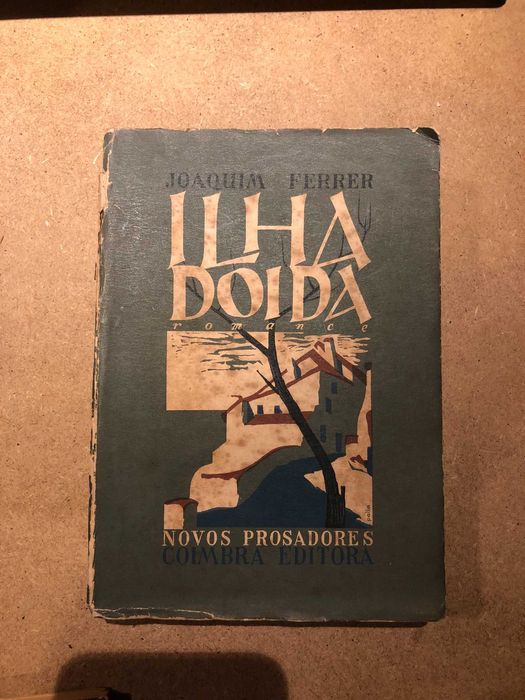 JOAQUIM FERRER
ILHA
DOIDA
romance
NOVOS PROSADORES
COIMBRA EDITORA